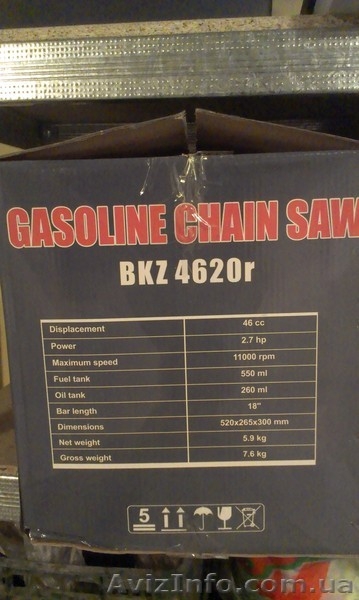 GASOLINE CHAIN SAW
BKZ 4620r
Displacement 46 cc
Power 2.7 hp
Maximum speed 11000 rpm
Fuel tank 550 ml
Oil tank 260 ml
Bar length 18"
Dimensions 520x265x300 mm
Net weight 5.9 kg
Gross weight 7.6 kg
5
AvizInfo.com.ua